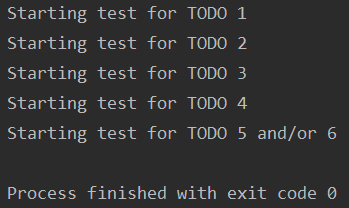 Starting test for TODO 1
Starting test for TODO 2
Starting test for TODO 3
Starting test for TODO 4
Starting test for TODO 5 and/or 6
Process finished with exit code 0